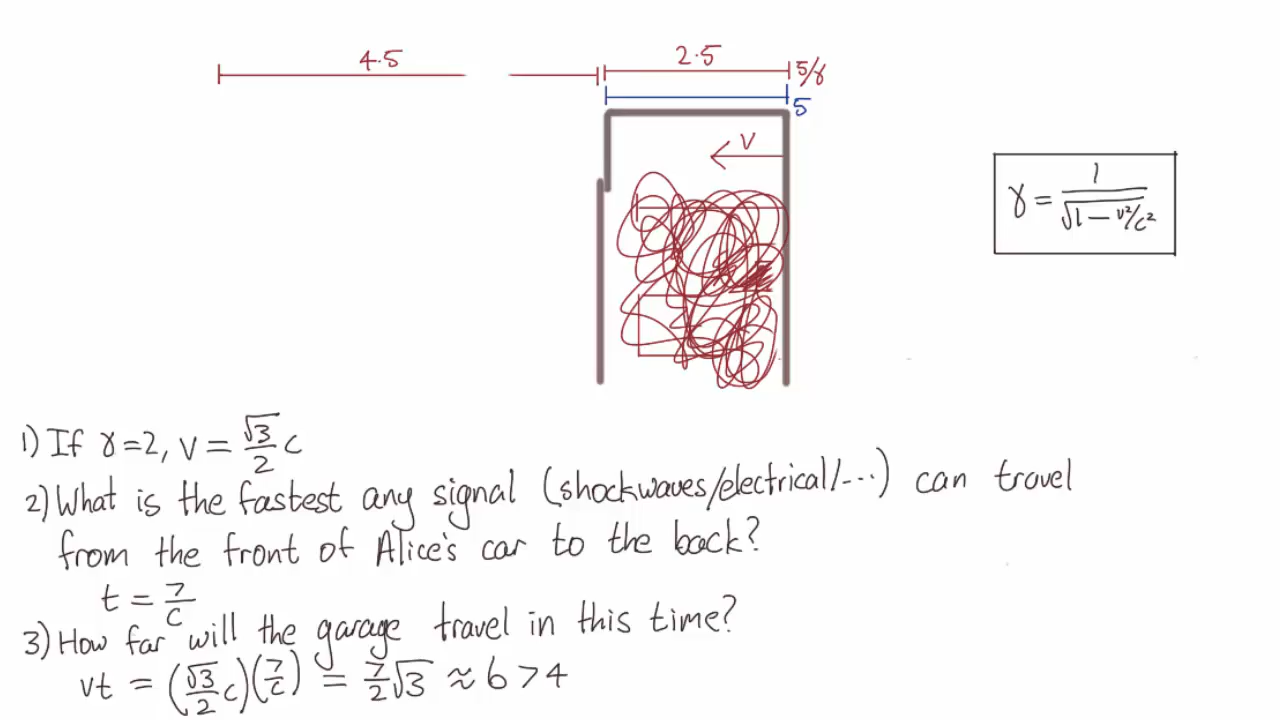 4.5
2.5
5/γ
5
v
γ = 1/√(1 − v²/c²)
1) If γ=2, v = √3/2 c
2) What is the fastest any signal (shockwaves/electrical/...) can travel
from the front of Alice's car to the back?
t = 7/c
3) How far will the garage travel in this time?
vt = (√3/2 c)(7/c) = 7/2 √3 ≈ 6 > 4